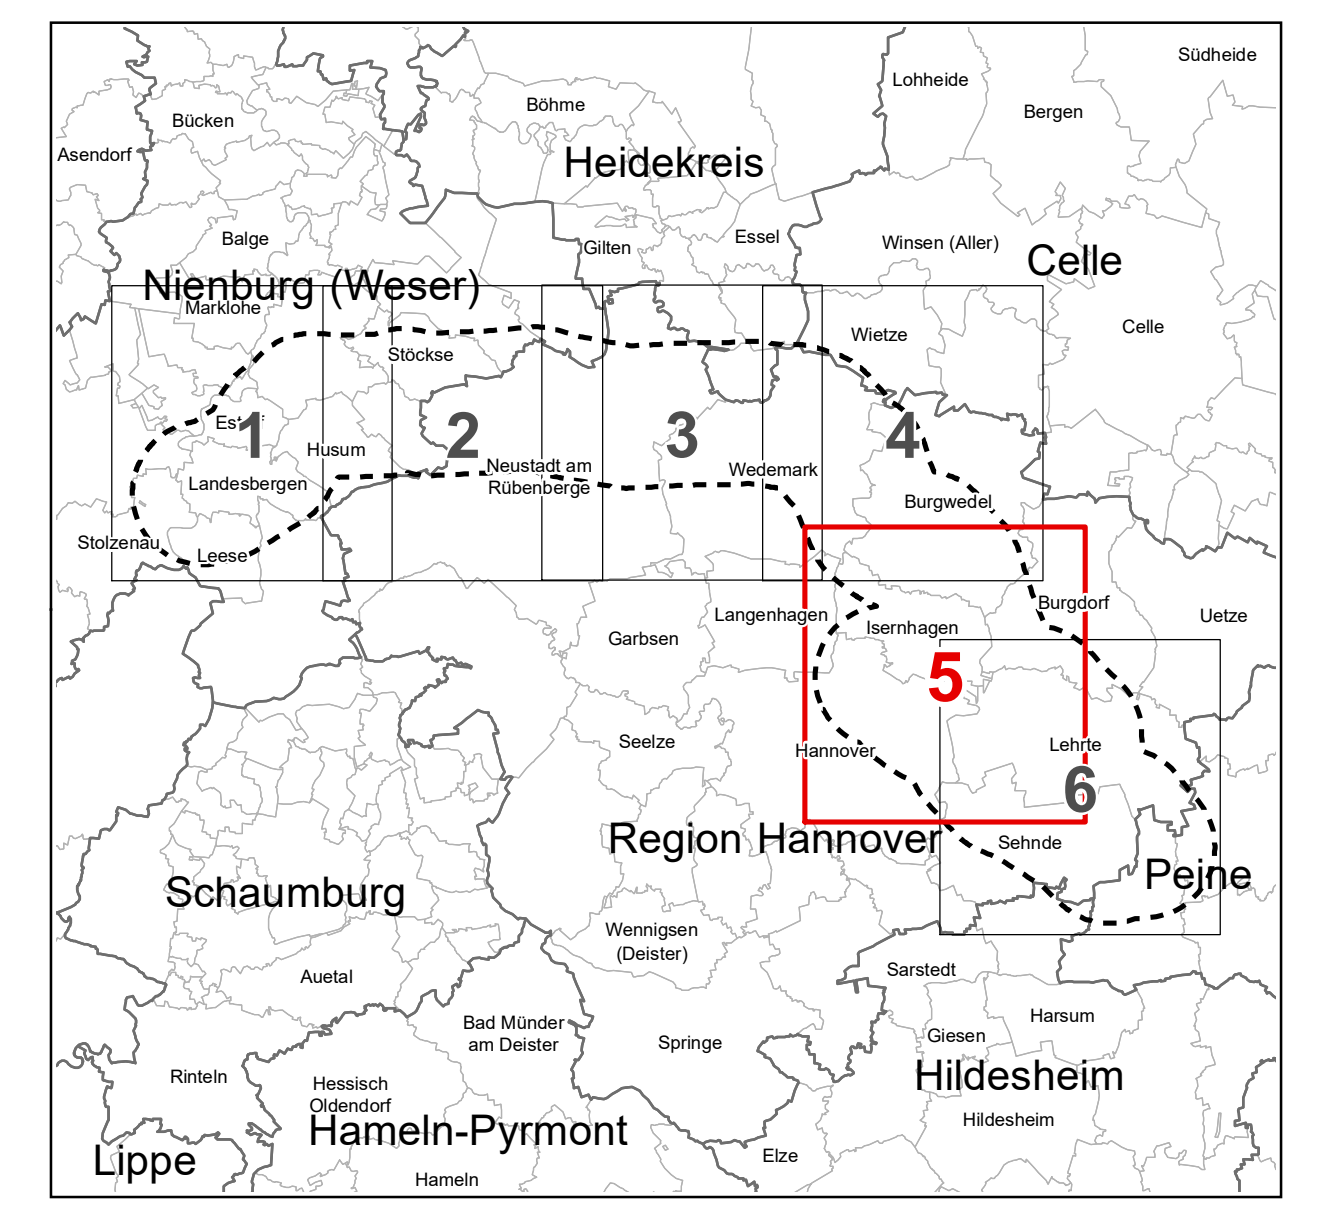 Südheide
Lohheide
Böhme
Bergen
Bücken
Asendorf
Heidekreis
Balge
Gilten
Essel
Winsen (Aller)
Celle
Nienburg (Weser)
Marklohe
Celle
Wietze
Stöckse
1
2
3
4
Husum
Neustadt am
Rübenberge
Wedemark
Landesbergen
Burgwedel
Stolzenau
Leese
Burgdorf
Langenhagen
Uetze
Isernhagen
Garbsen
5
Seelze
Hannover
Lehrte
6
Region Hannover
Sehnde
Peine
Schaumburg
Wennigsen
(Deister)
Sarstedt
Auetal
Harsum
Bad Münder
am Deister
Giesen
Springe
Rinteln
Hildesheim
Hessisch
Oldendorf
Hildesheim
Hameln-Pyrmont
Lippe
Elze
Hameln